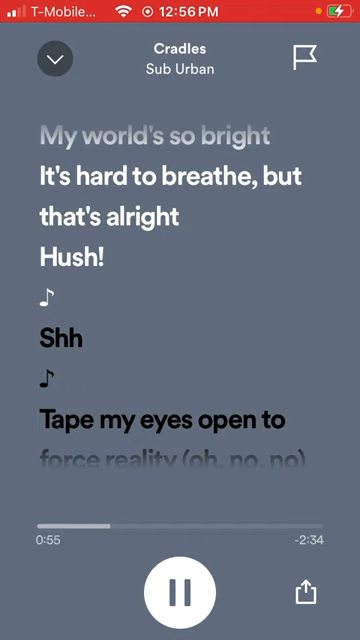 T-Mobile... 12:56 PM
Cradles
Sub Urban
My world's so bright
It's hard to breathe, but
that's alright
Hush!
♪
Shh
♪
Tape my eyes open to
force reality (oh, no, no)
0:55 -2:34